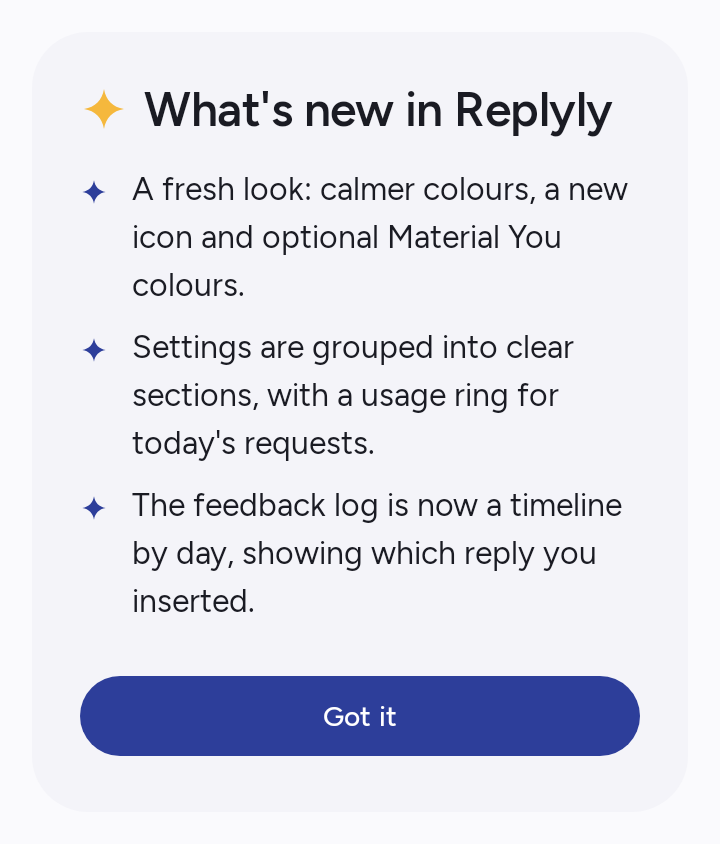 What's new in Replyly
A fresh look: calmer colours, a new
icon and optional Material You
colours.
Settings are grouped into clear
sections, with a usage ring for
today's requests.
The feedback log is now a timeline
by day, showing which reply you
inserted.
Got it